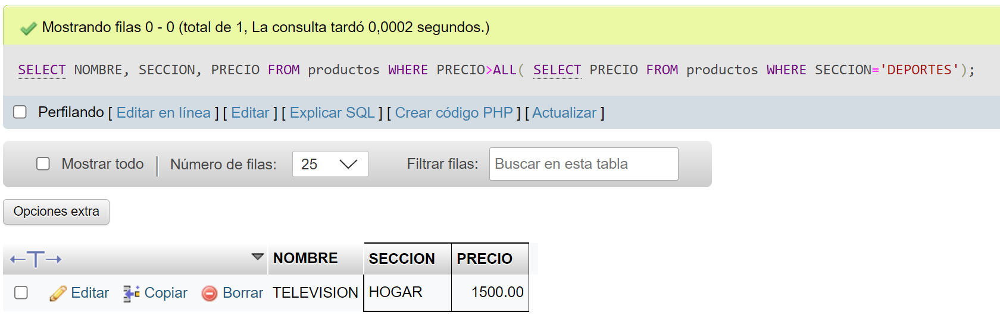 Mostrando filas 0 - 0 (total de 1, La consulta tardó 0,0002 segundos.)
SELECT NOMBRE, SECCION, PRECIO FROM productos WHERE PRECIO>ALL( SELECT PRECIO FROM productos WHERE SECCION='DEPORTES');
Perfilando [ Editar en línea ] [ Editar ] [ Explicar SQL ] [ Crear código PHP ] [ Actualizar ]
Mostrar todo Número de filas: 25 Filtrar filas: Buscar en esta tabla
Opciones extra
NOMBRE SECCION PRECIO
Editar Copiar Borrar TELEVISION HOGAR 1500.00